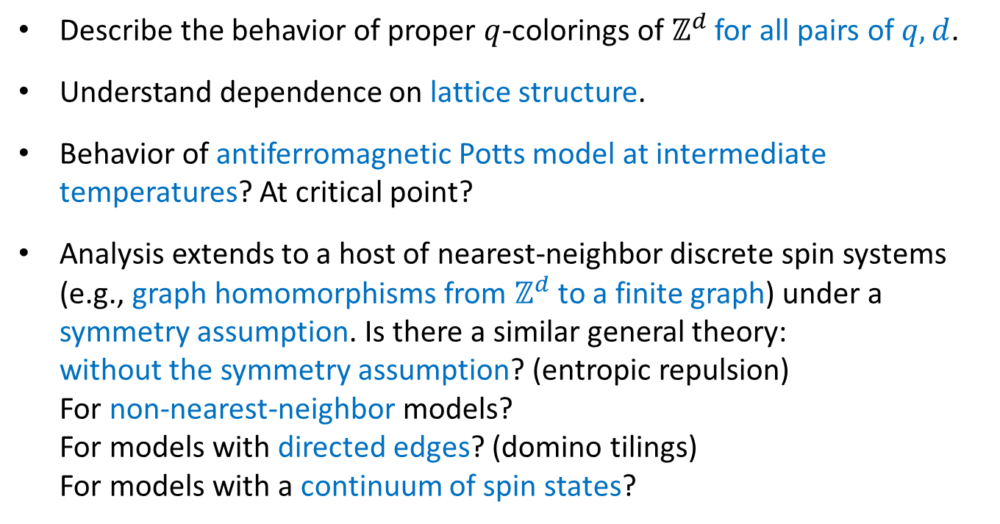 • Describe the behavior of proper q-colorings of ℤᵈ for all pairs of q, d.
• Understand dependence on lattice structure.
• Behavior of antiferromagnetic Potts model at intermediate
temperatures? At critical point?
• Analysis extends to a host of nearest-neighbor discrete spin systems
(e.g., graph homomorphisms from ℤᵈ to a finite graph) under a
symmetry assumption. Is there a similar general theory:
without the symmetry assumption? (entropic repulsion)
For non-nearest-neighbor models?
For models with directed edges? (domino tilings)
For models with a continuum of spin states?